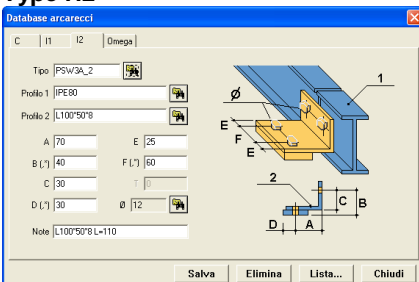 Type R2
Database arcarecci
C I1 I2 Omega
Tipo PSW3A_2
Profilo 1 IPE80
Profilo 2 L100*50*8
A 70 E 25
B (,") 40 F (,") 60
C 30 T 0
D (,") 30 Ø 12
Note L100*50*8 L=110
1
Ø
E
F
E
2
C B
D A
Salva Elimina Lista... Chiudi